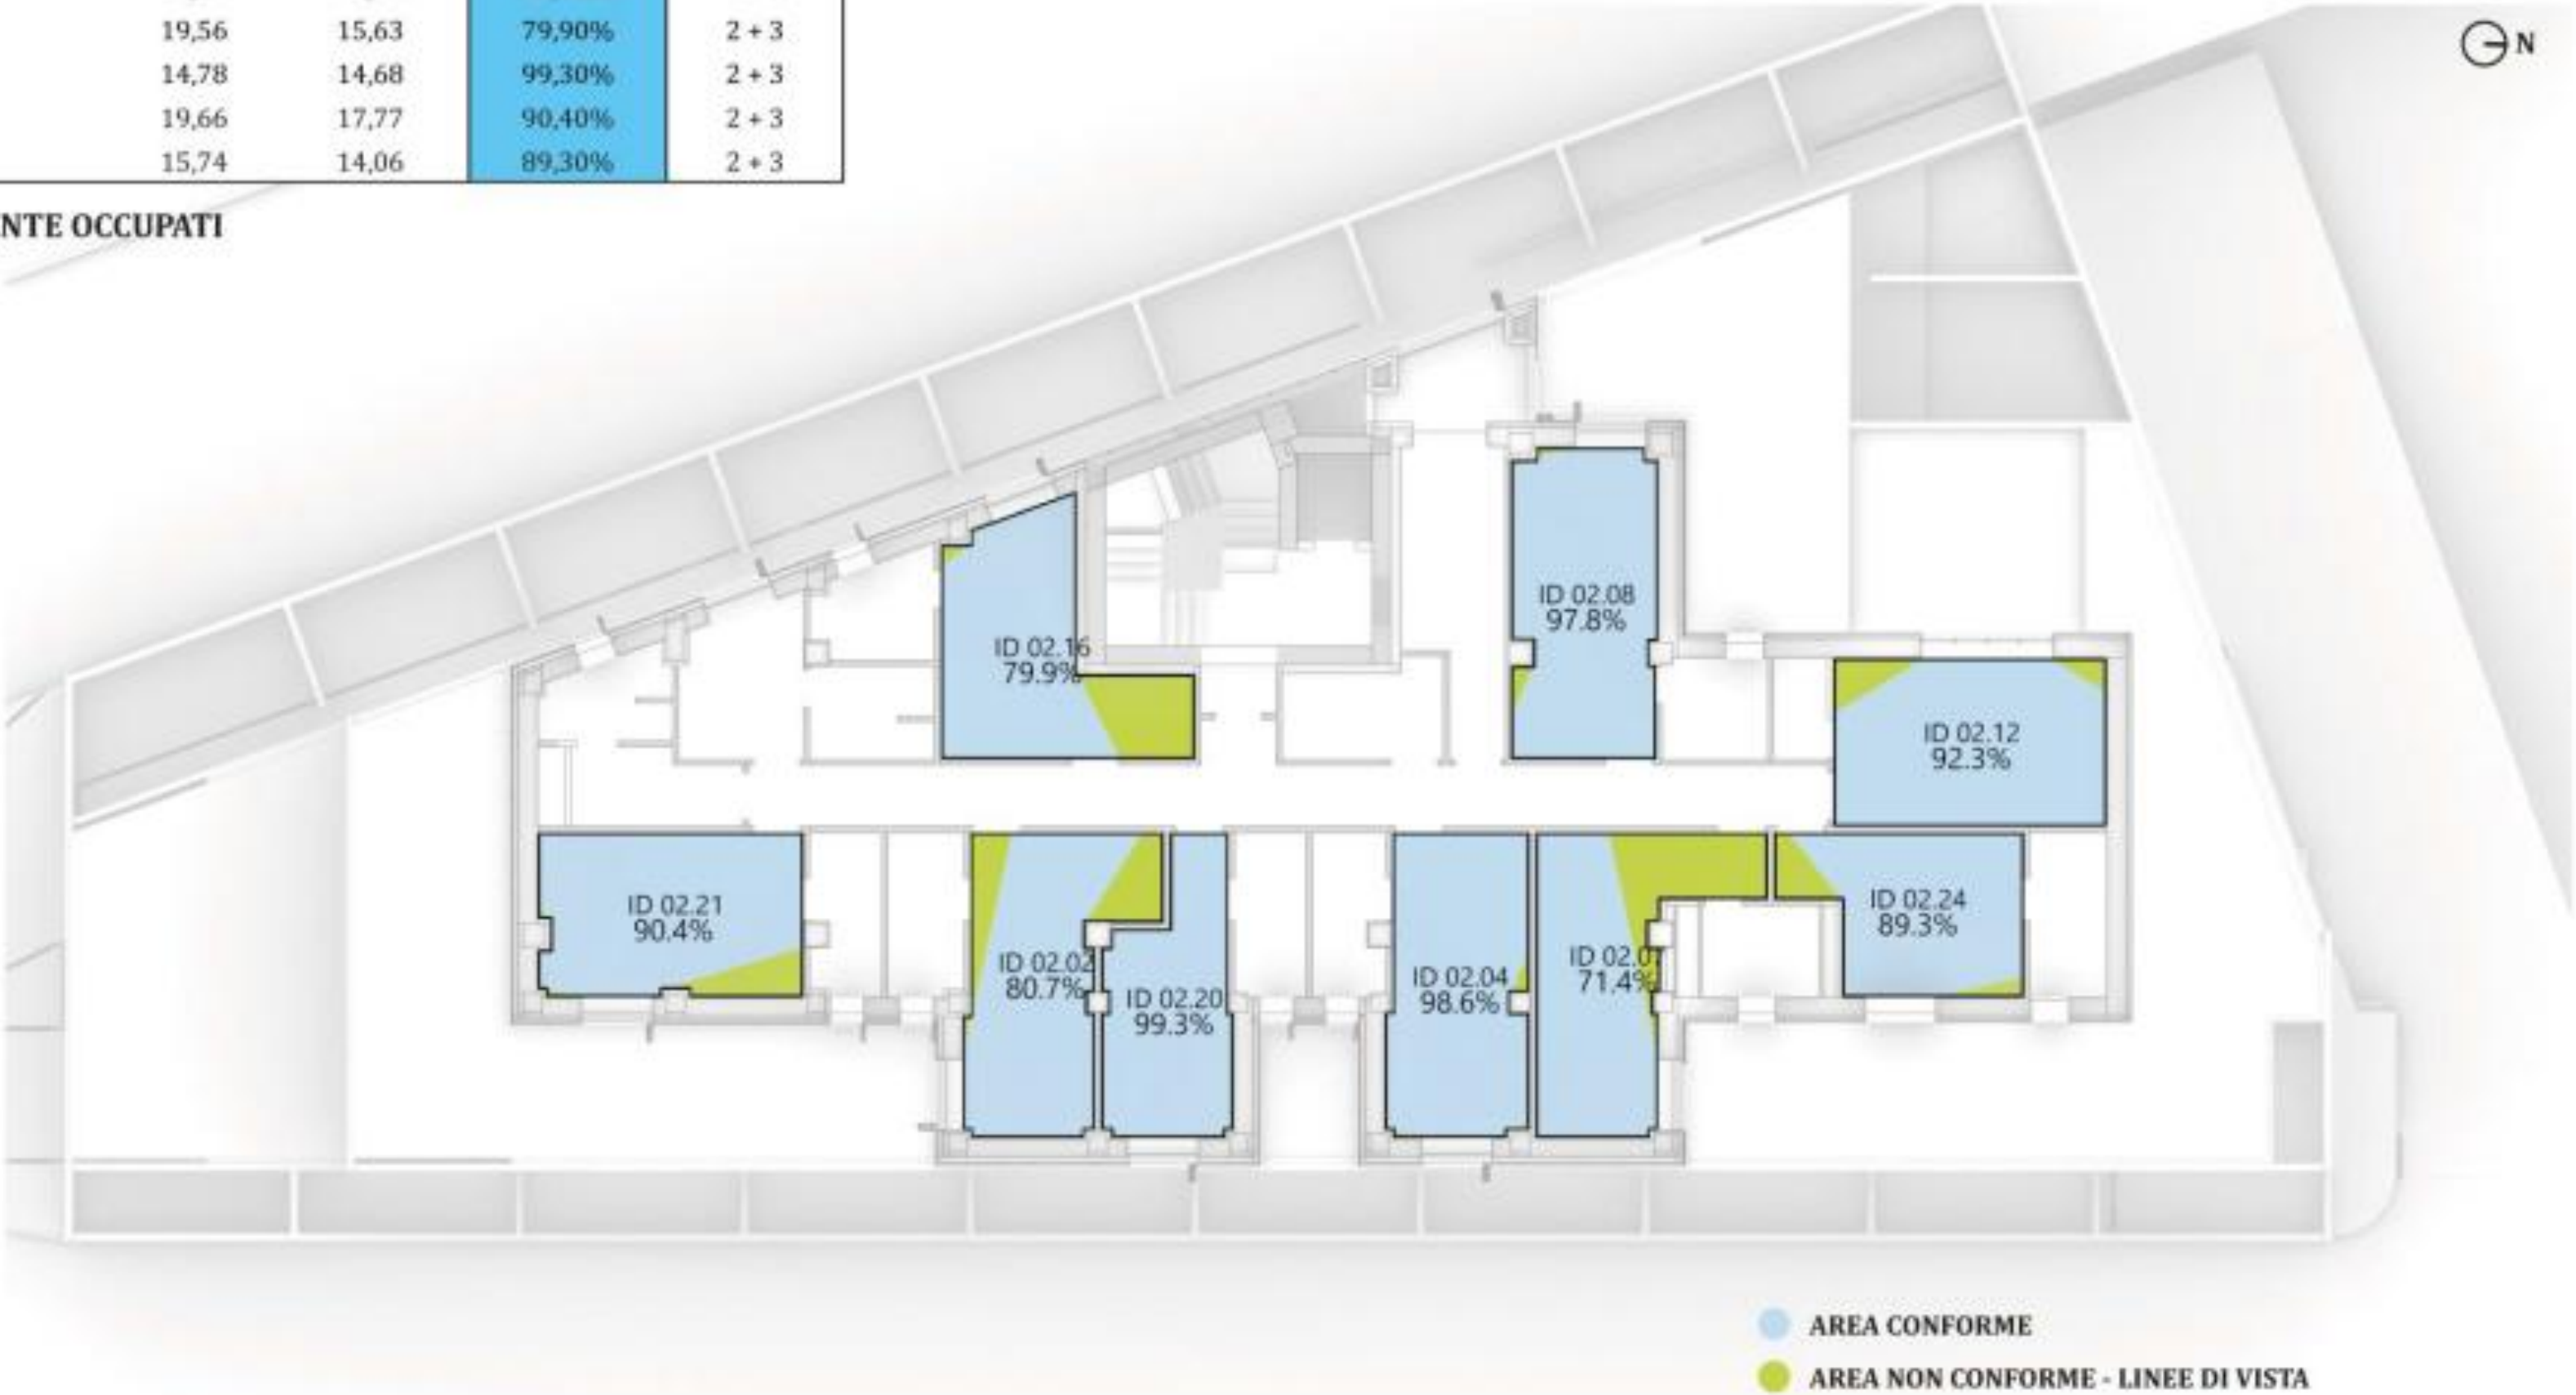 19,56 15,63 79,90% 2 + 3
14,78 14,68 99,30% 2 + 3
19,66 17,77 90,40% 2 + 3
15,74 14,06 89,30% 2 + 3
NTE OCCUPATI
N
ID 02.08
97.8%
ID 02.16
79.9%
ID 02.12
92.3%
ID 02.21
90.4%
ID 02.02
80.7%
ID 02.20
99.3%
ID 02.04
98.6%
ID 02.07
71.4%
ID 02.24
89.3%
AREA CONFORME
AREA NON CONFORME - LINEE DI VISTA